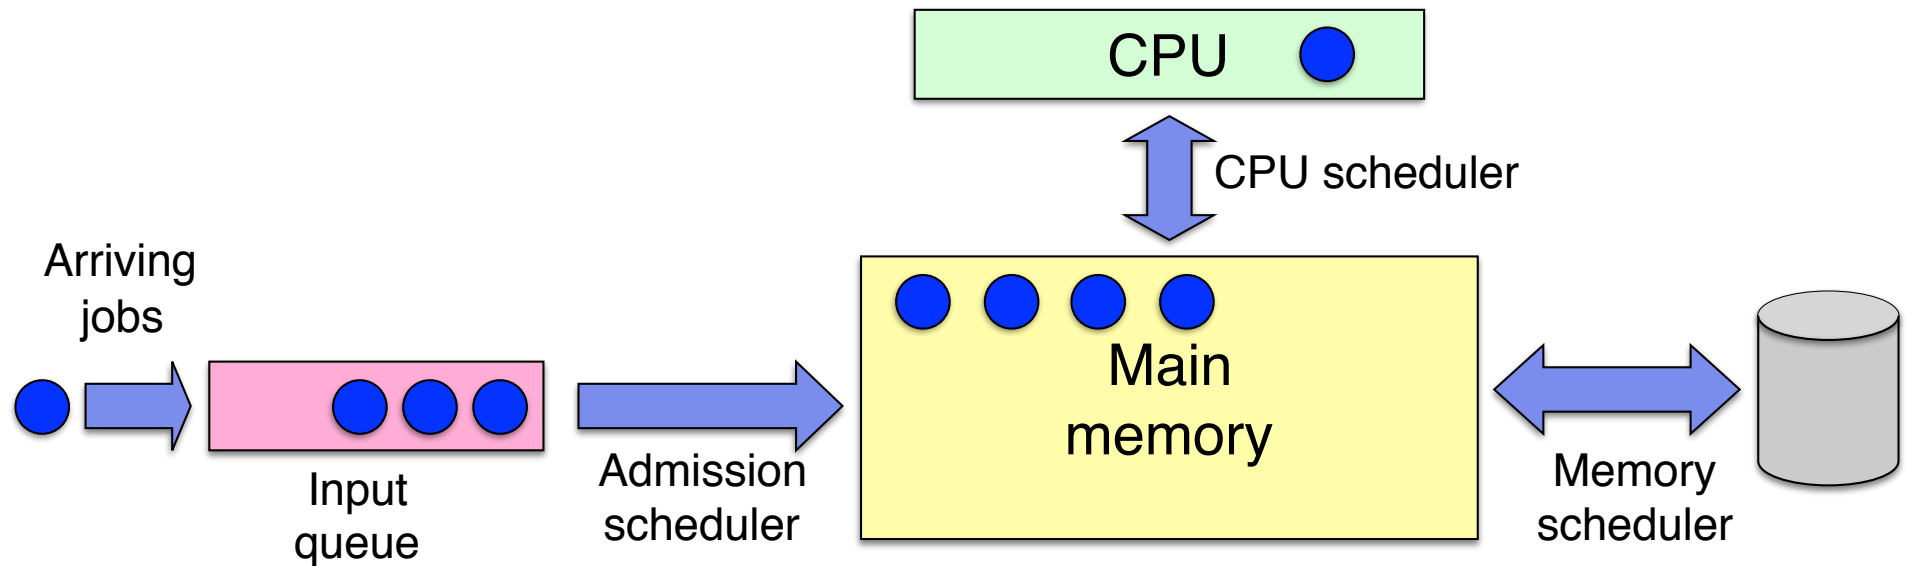 CPU
CPU scheduler
Arriving
jobs
Main
memory
Input
queue
Admission
scheduler
Memory
scheduler